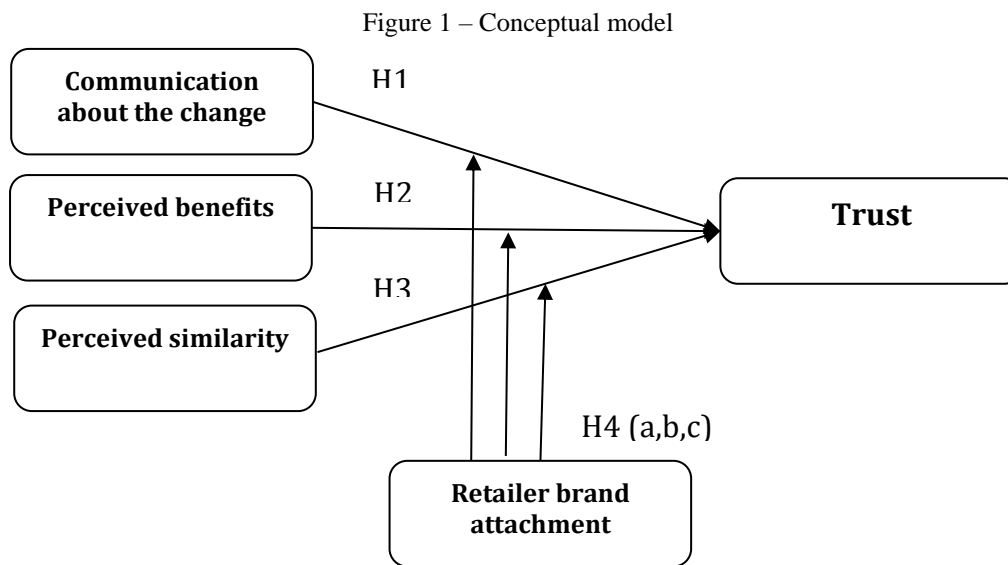 Figure 1 – Conceptual model
Communication
about the change
H1
Perceived benefits
H2
Trust
H3
Perceived similarity
H4 (a,b,c)
Retailer brand
attachment